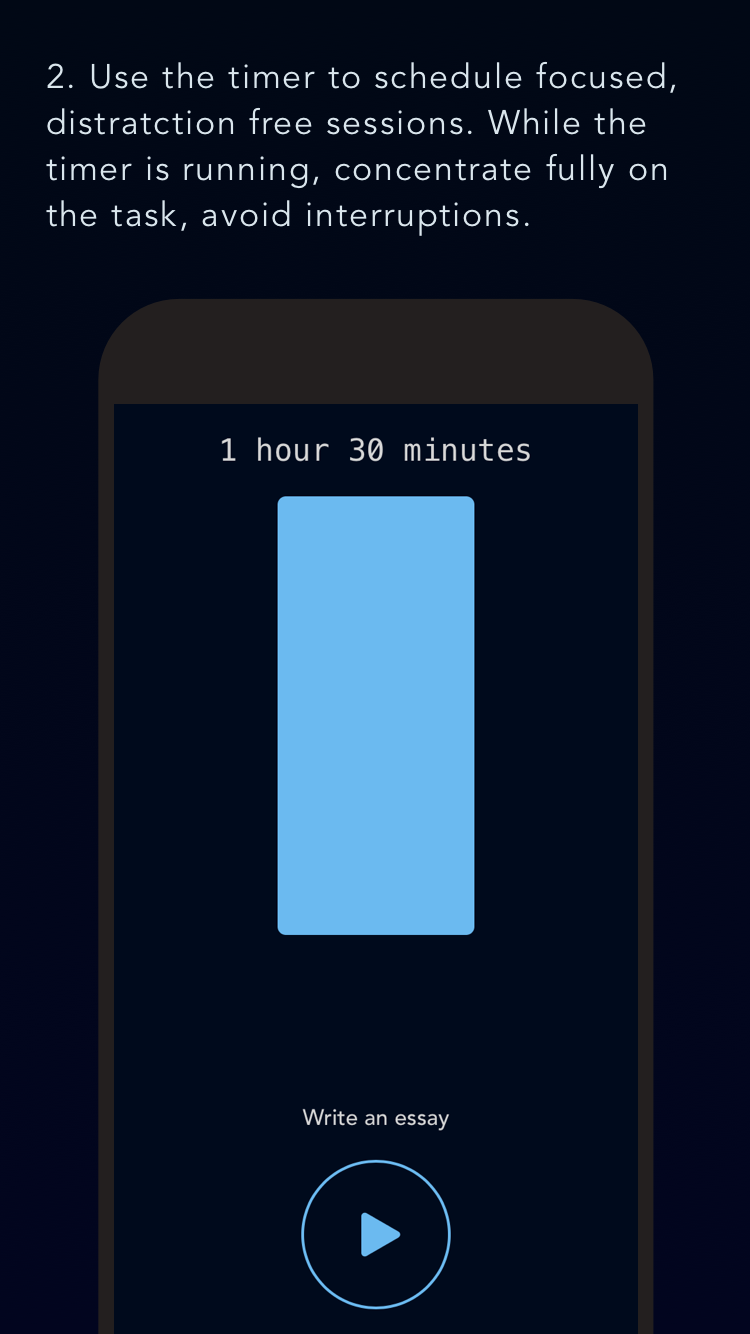 2. Use the timer to schedule focused,
distratction free sessions. While the
timer is running, concentrate fully on
the task, avoid interruptions.
1 hour 30 minutes
Write an essay